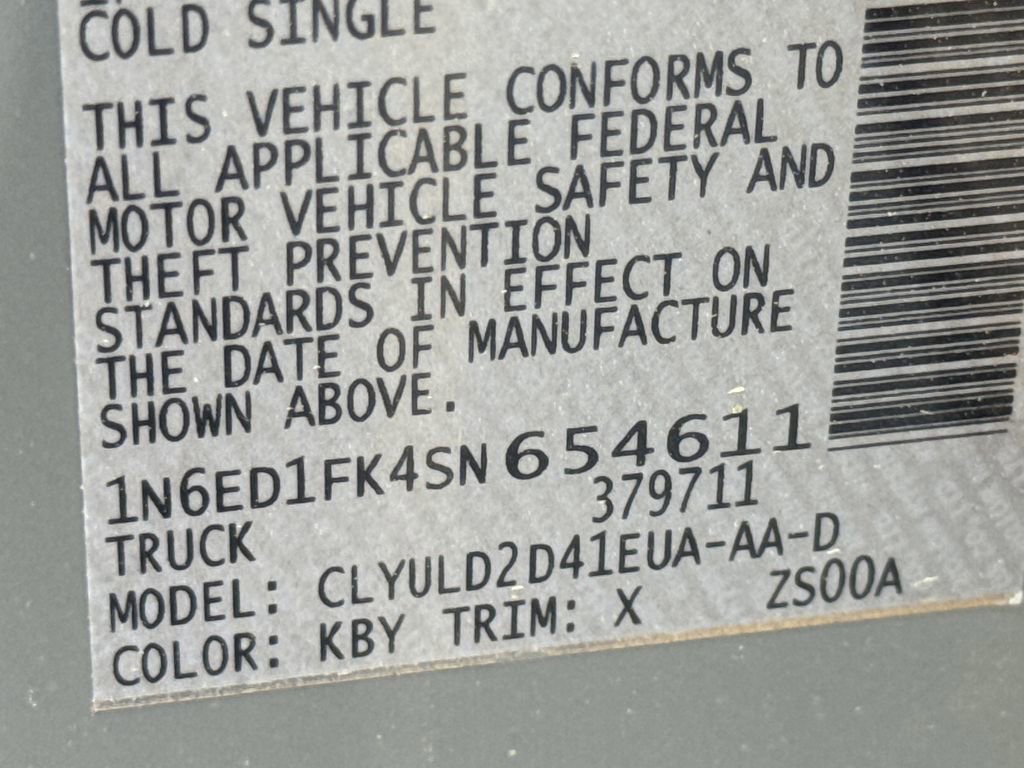 COLD SINGLE
THIS VEHICLE CONFORMS TO
ALL APPLICABLE FEDERAL
MOTOR VEHICLE SAFETY AND
THEFT PREVENTION
STANDARDS IN EFFECT ON
THE DATE OF MANUFACTURE
SHOWN ABOVE.
1N6ED1FK4SN654611
TRUCK 379711
MODEL: CLYULD2D41EUA-AA-D
COLOR: KBY TRIM: X ZS00A